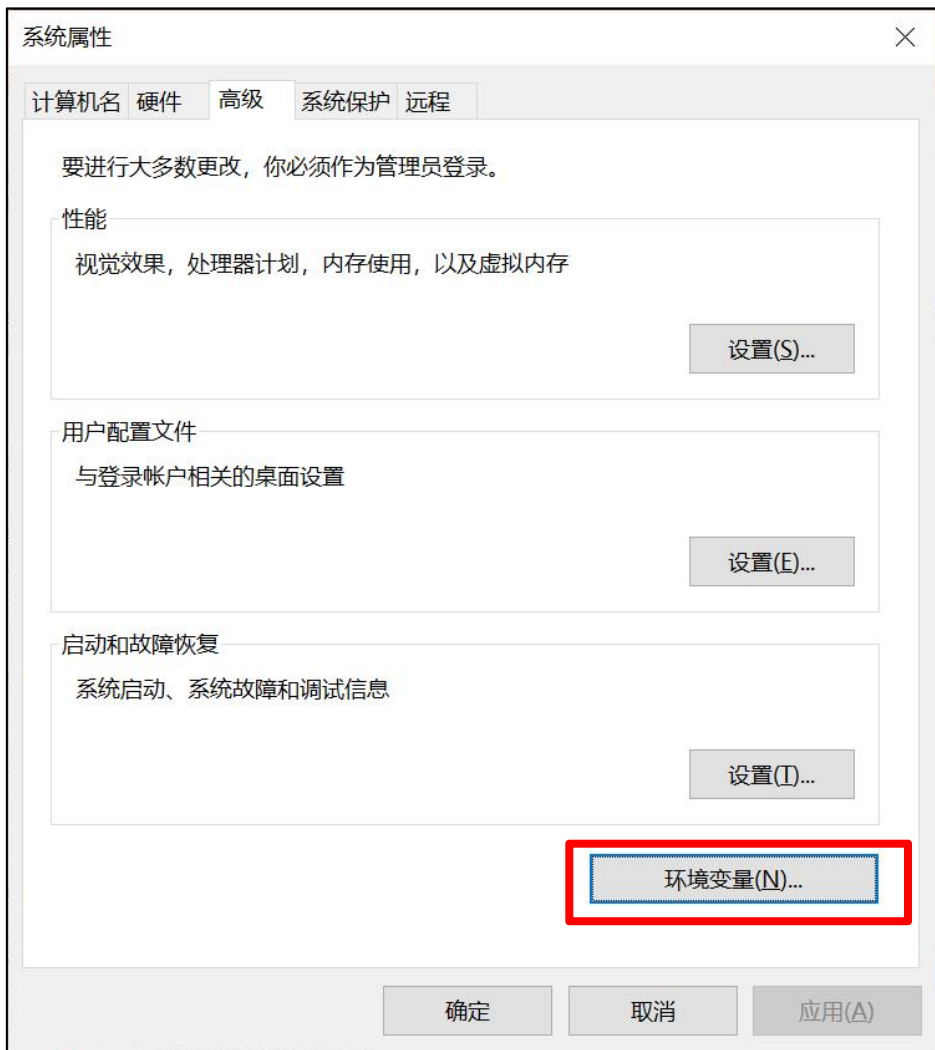 系统属性
计算机名 硬件 高级 系统保护 远程
要进行大多数更改，你必须作为管理员登录。
性能
视觉效果，处理器计划，内存使用，以及虚拟内存
设置(S)...
用户配置文件
与登录帐户相关的桌面设置
设置(E)...
启动和故障恢复
系统启动、系统故障和调试信息
设置(T)...
环境变量(N)...
确定 取消 应用(A)